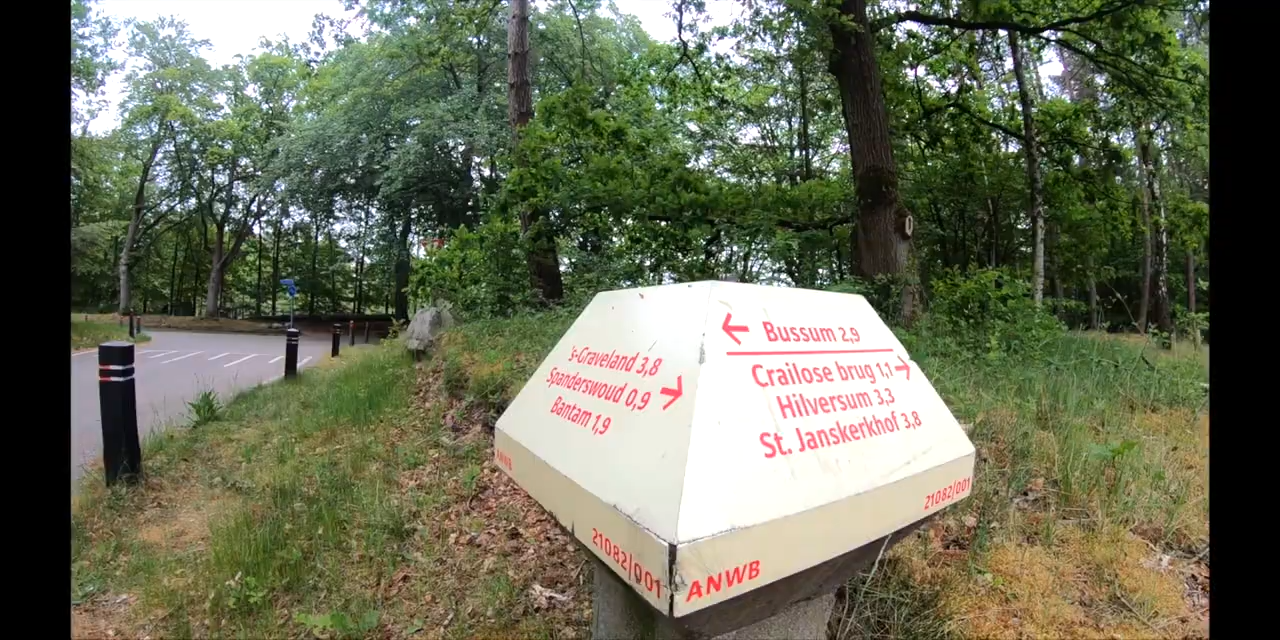 's-Graveland 3,8
Spanderswoud 0,9
Bantam 1,9
ANWB
21082/001
Bussum 2,9
Crailose brug 1,1
Hilversum 3,3
St. Janskerkhof 3,8
ANWB
21082/001